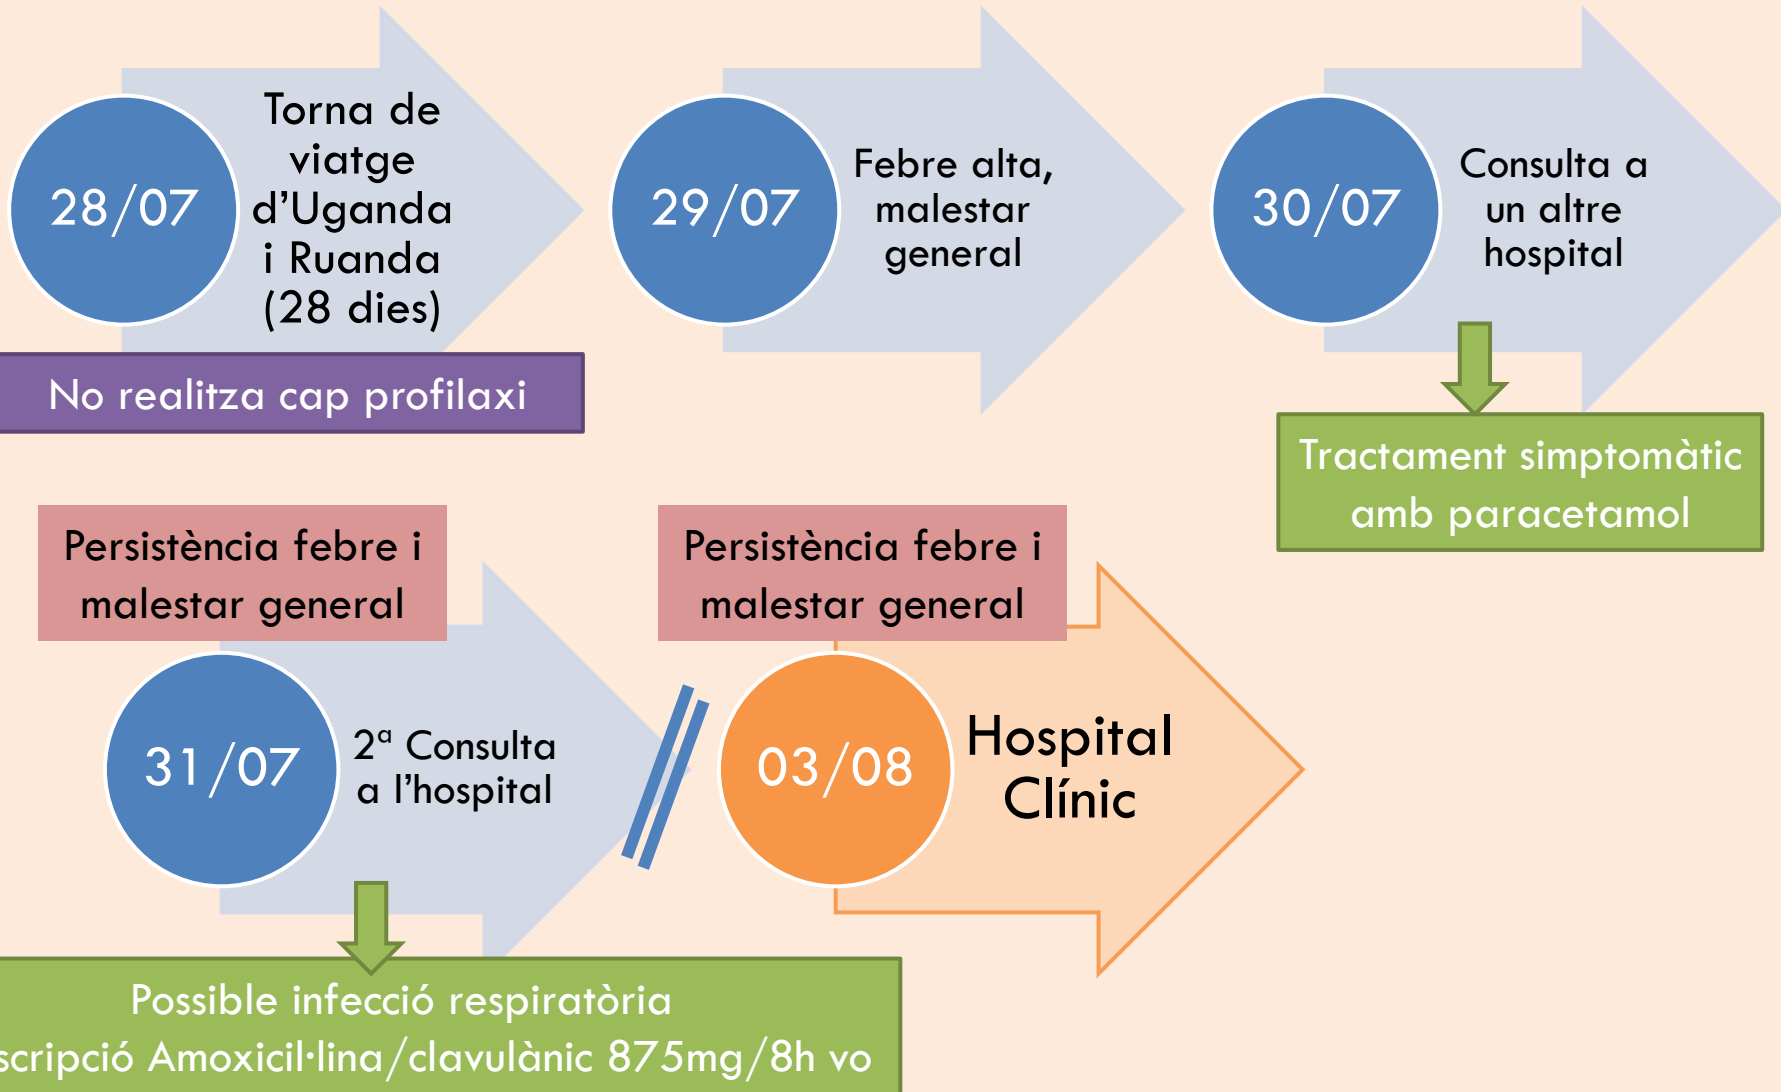 28/07
Torna de
viatge
d'Uganda
i Ruanda
(28 dies)
No realitza cap profilaxi
29/07
Febre alta,
malestar
general
30/07
Consulta a
un altre
hospital
Tractament simptomàtic
amb paracetamol
Persistència febre i
malestar general
31/07
2ª Consulta
a l'hospital
Possible infecció respiratòria
scripció Amoxicil·lina/clavulànic 875mg/8h vo
Persistència febre i
malestar general
03/08
Hospital
Clínic